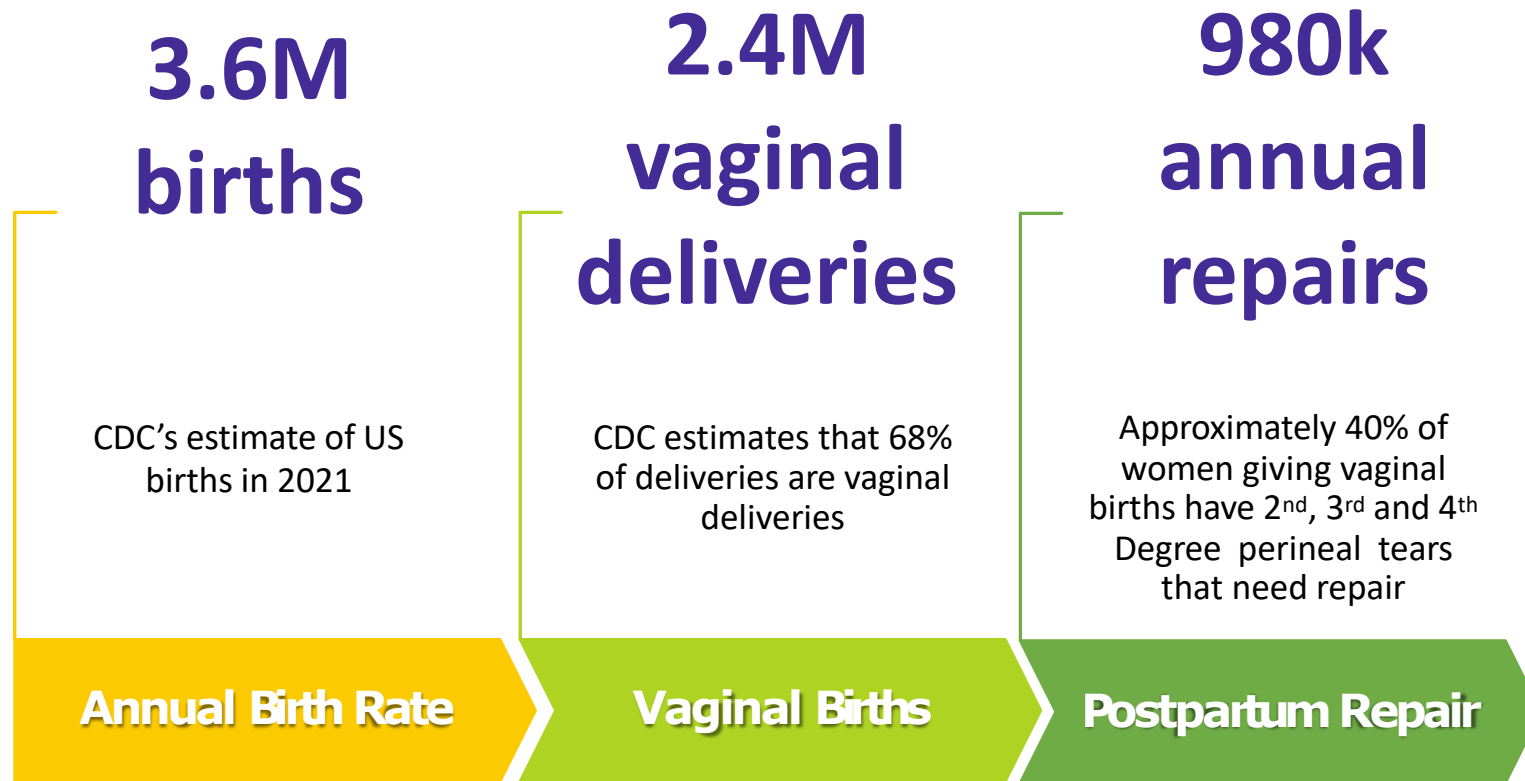 3.6M
births
CDC's estimate of US
births in 2021
Annual Birth Rate
2.4M
vaginal
deliveries
CDC estimates that 68%
of deliveries are vaginal
deliveries
Vaginal Births
980k
annual
repairs
Approximately 40% of
women giving vaginal
births have 2nd, 3rd and 4th
Degree perineal tears
that need repair
Postpartum Repair